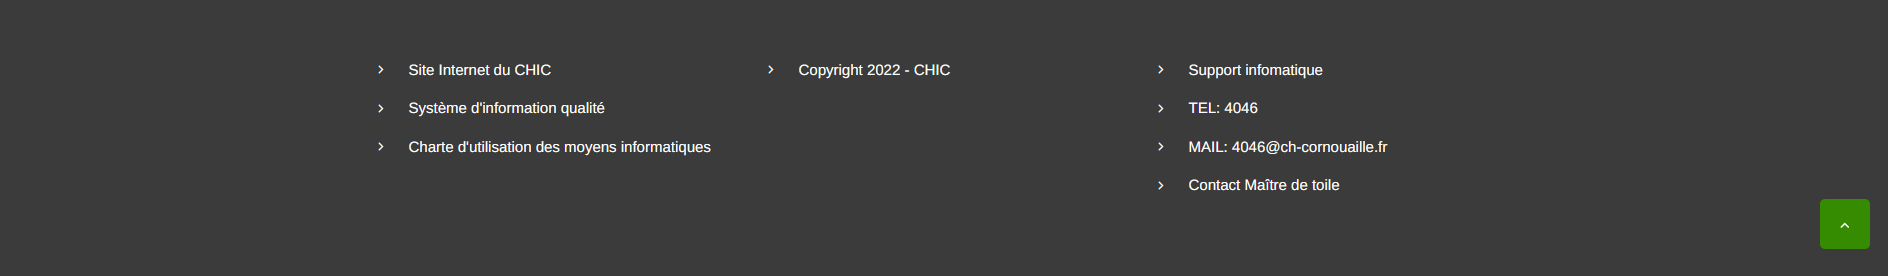 Site Internet du CHIC
Système d'information qualité
Charte d'utilisation des moyens informatiques
Copyright 2022 - CHIC
Support infomatique
TEL: 4046
MAIL: 4046@ch-cornouaille.fr
Contact Maître de toile